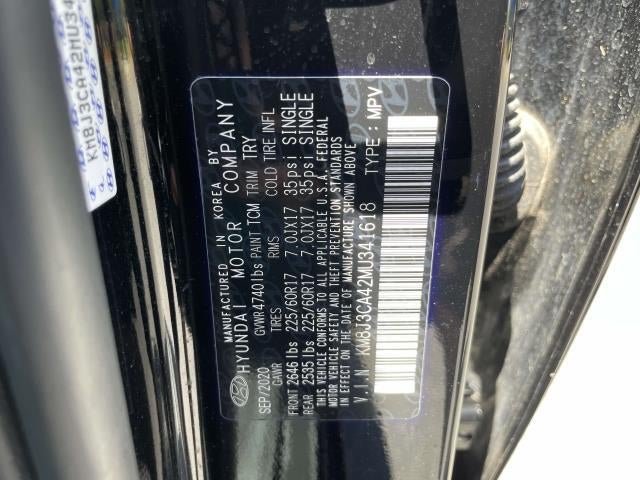 KM8J3CA42MU34
MANUFACTURED IN KOREA BY
HYUNDAI MOTOR COMPANY
SEP/2020 GVWR 4740lbs PAINT TCM TRIM TRY
GAWR TIRES RIMS COLD TIRE INFL
FRONT 2646lbs 225/60R17 7.0JX17 35psi SINGLE
REAR 2535lbs 225/60R17 7.0JX17 35psi SINGLE
THIS VEHICLE CONFORMS TO ALL APPLICABLE U.S.A. FEDERAL
MOTOR VEHICLE SAFETY STANDARDS IN EFFECT ON THE DATE OF MANUFACTURE SHOWN ABOVE
V.I.N : KM8J3CA42MU341618 TYPE : MPV